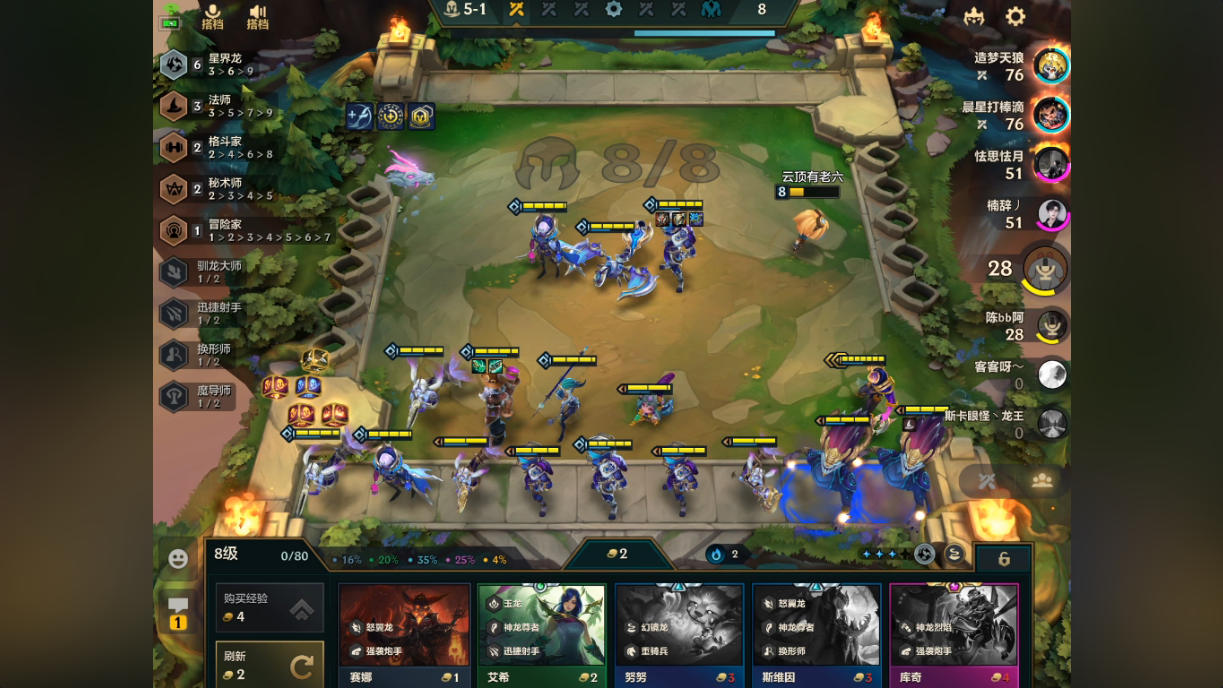 搭档
搭档
5-1
8
6 星界龙
3 > 6 > 9
3 法师
3 > 5 > 7 > 9
2 格斗家
2 > 4 > 6 > 8
2 秘术师
2 > 3 > 4 > 5
1 冒险家
1 > 2 > 3 > 4 > 5 > 6 > 7
驯龙大师
1 / 2
迅捷射手
1 / 2
换形师
1 / 2
魔导师
1 / 2
8/8
云顶有老六
8
造梦天狼
76
晨星打棒滴
76
怯思怯月
51
楠辞丿
51
28
陈bb阿
28
客客呀～
0
斯卡眼怪丶龙王
0
8级
0/80
16% 20% 35% 25% 4%
2
2
1
购买经验
4
刷新
2
怒翼龙
强袭炮手
赛娜
1
玉龙
神龙尊者
迅捷射手
艾希
2
幻镜龙
重骑兵
努努
3
怒翼龙
神龙尊者
换形师
斯维因
3
神龙烈焰
强袭炮手
库奇
4